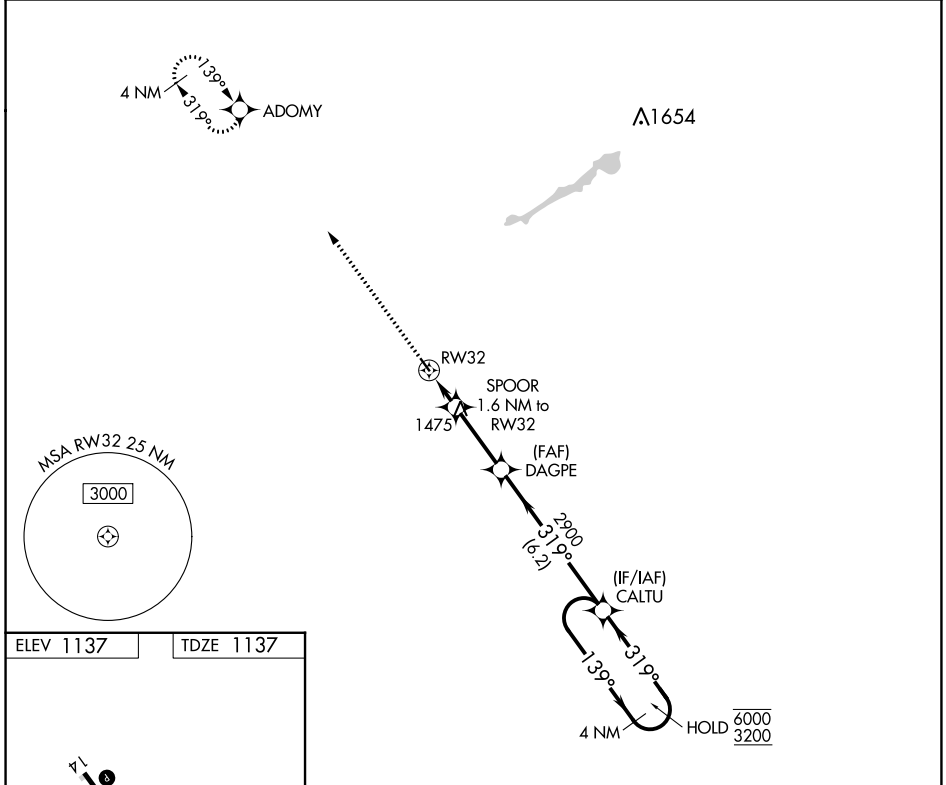 139°
4 NM
319°
ADOMY
1654
RW32
SPOOR
1.6 NM to
RW32
1475
(FAF)
DAGPE
MSA RW32 25 NM
3000
2900
319°
(6.2)
(IF/IAF)
CALTU
139°
319°
4 NM
HOLD
6000
3200
ELEV 1137
TDZE 1137
14
P